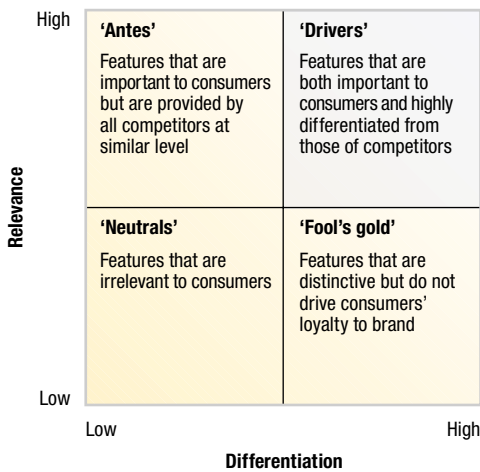 High
Relevance
Low
‘Antes’
Features that are
important to consumers
but are provided by
all competitors at
similar level
‘Drivers’
Features that are
both important to
consumers and highly
differentiated from
those of competitors
‘Neutrals’
Features that are
irrelevant to consumers
‘Fool’s gold’
Features that are
distinctive but do not
drive consumers’
loyalty to brand
Low
High
Differentiation